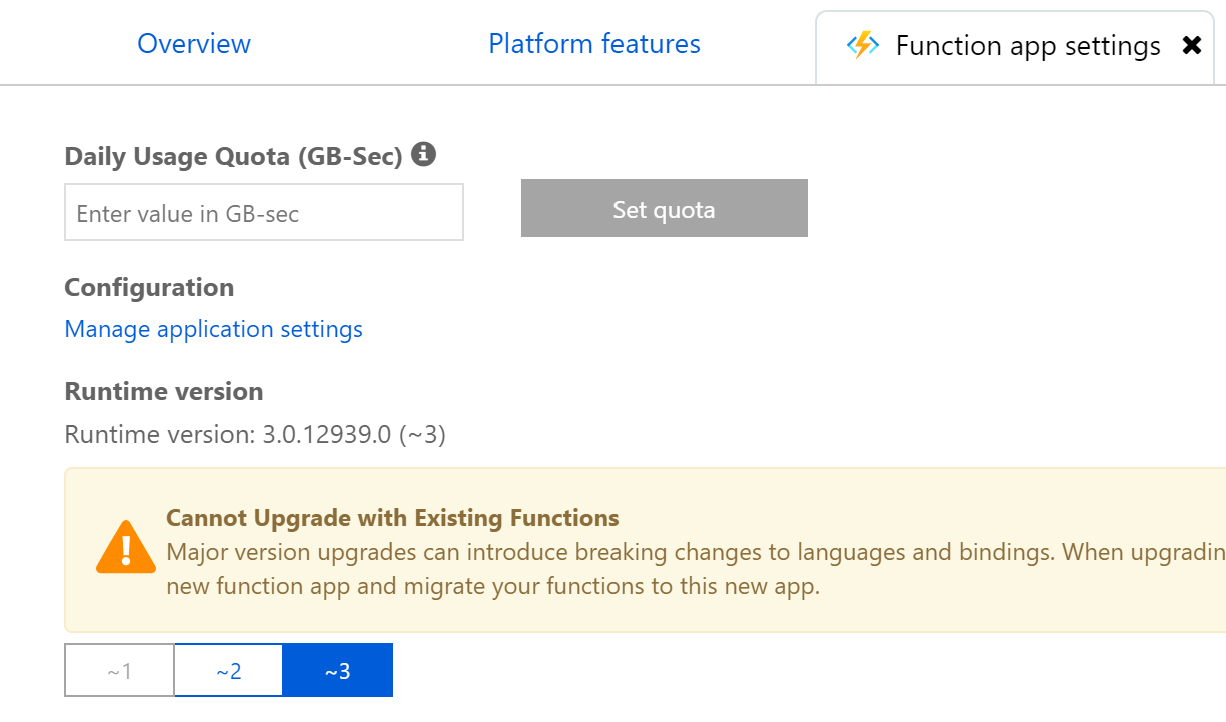 Overview
Platform features
Function app settings
Daily Usage Quota (GB-Sec)
Enter value in GB-sec
Set quota
Configuration
Manage application settings
Runtime version
Runtime version: 3.0.12939.0 (~3)
Cannot Upgrade with Existing Functions
Major version upgrades can introduce breaking changes to languages and bindings. When upgradin
new function app and migrate your functions to this new app.
~1
~2
~3